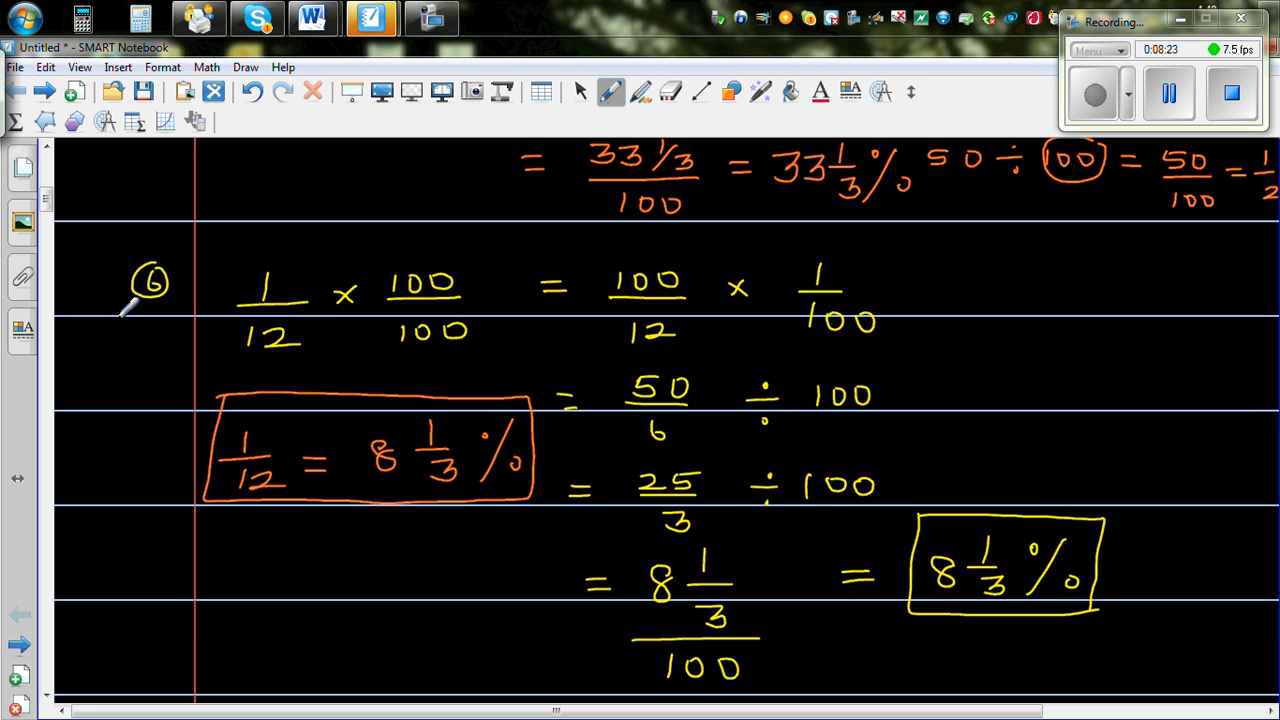 Untitled * - SMART Notebook
File Edit View Insert Format Math Draw Help
Recording...
Menu 0:08:23 7.5 fps
= 33 1/3 / 100 = 33 1/3 % 50 ÷ 100 = 50/100 = 1/2
6 1/12 × 100/100 = 100/12 × 1/100
= 50/6 ÷ 100
1/12 = 8 1/3 %
= 25/3 ÷ 100
= 8 1/3 / 100 = 8 1/3 %